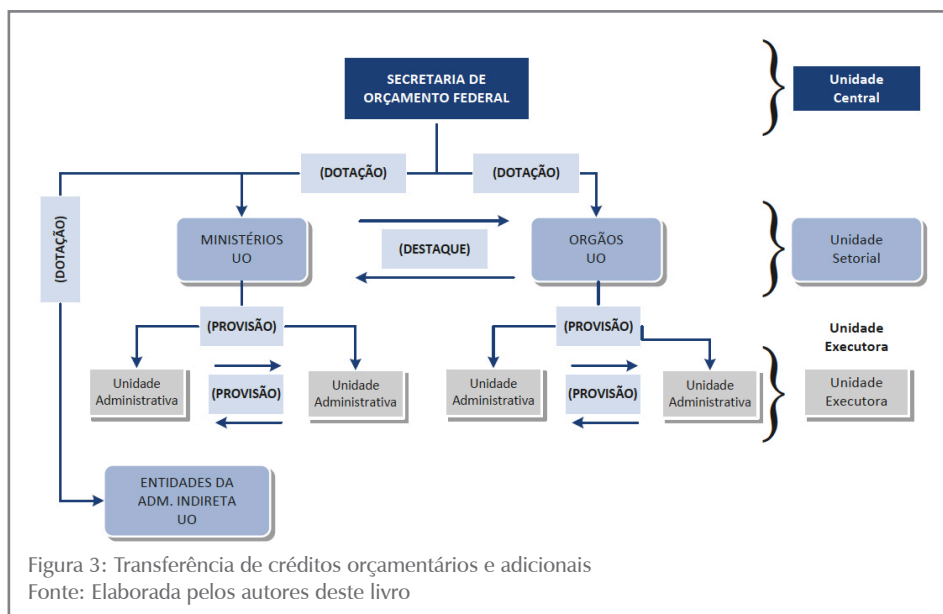 SECRETARIA DE
ORÇAMENTO FEDERAL
Unidade
Central
(DOTAÇÃO)
(DOTAÇÃO)
(DOTAÇÃO)
MINISTÉRIOS
UO
(DESTAQUE)
ORGÃOS
UO
Unidade
Setorial
(PROVISÃO)
(PROVISÃO)
Unidade
Executora
Unidade
Administrativa
(PROVISÃO)
Unidade
Administrativa
Unidade
Administrativa
(PROVISÃO)
Unidade
Administrativa
Unidade
Executora
ENTIDADES DA
ADM. INDIRETA
UO
Figura 3: Transferência de créditos orçamentários e adicionais
Fonte: Elaborada pelos autores deste livro